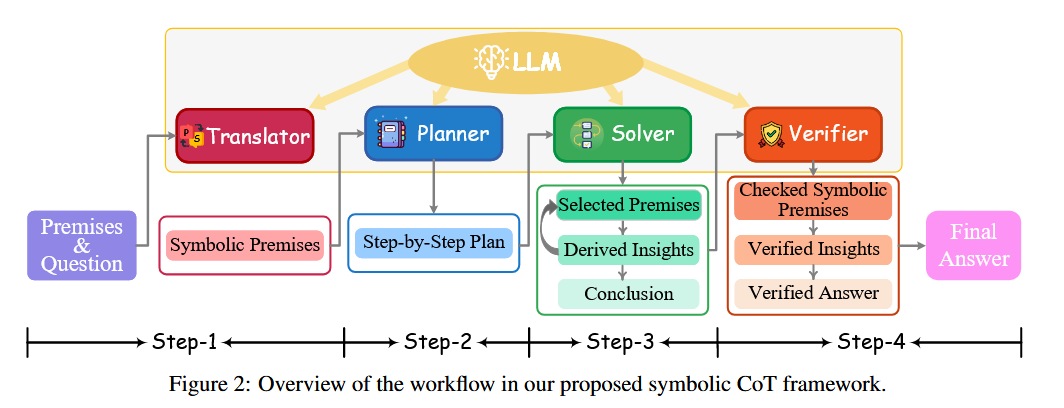 LLM
Translator
Planner
Solver
Verifier
Premises
&
Question
Symbolic Premises
Step-by-Step Plan
Selected Premises
Derived Insights
Conclusion
Checked Symbolic
Premises
Verified Insights
Verified Answer
Final
Answer
Step-1
Step-2
Step-3
Step-4
Figure 2: Overview of the workflow in our proposed symbolic CoT framework.